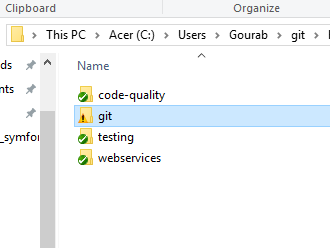 Clipboard
Organize
This PC > Acer (C:) > Users > Gourab > git >
Name
ds
code-quality
nts
git
testing
_symfor
webservices